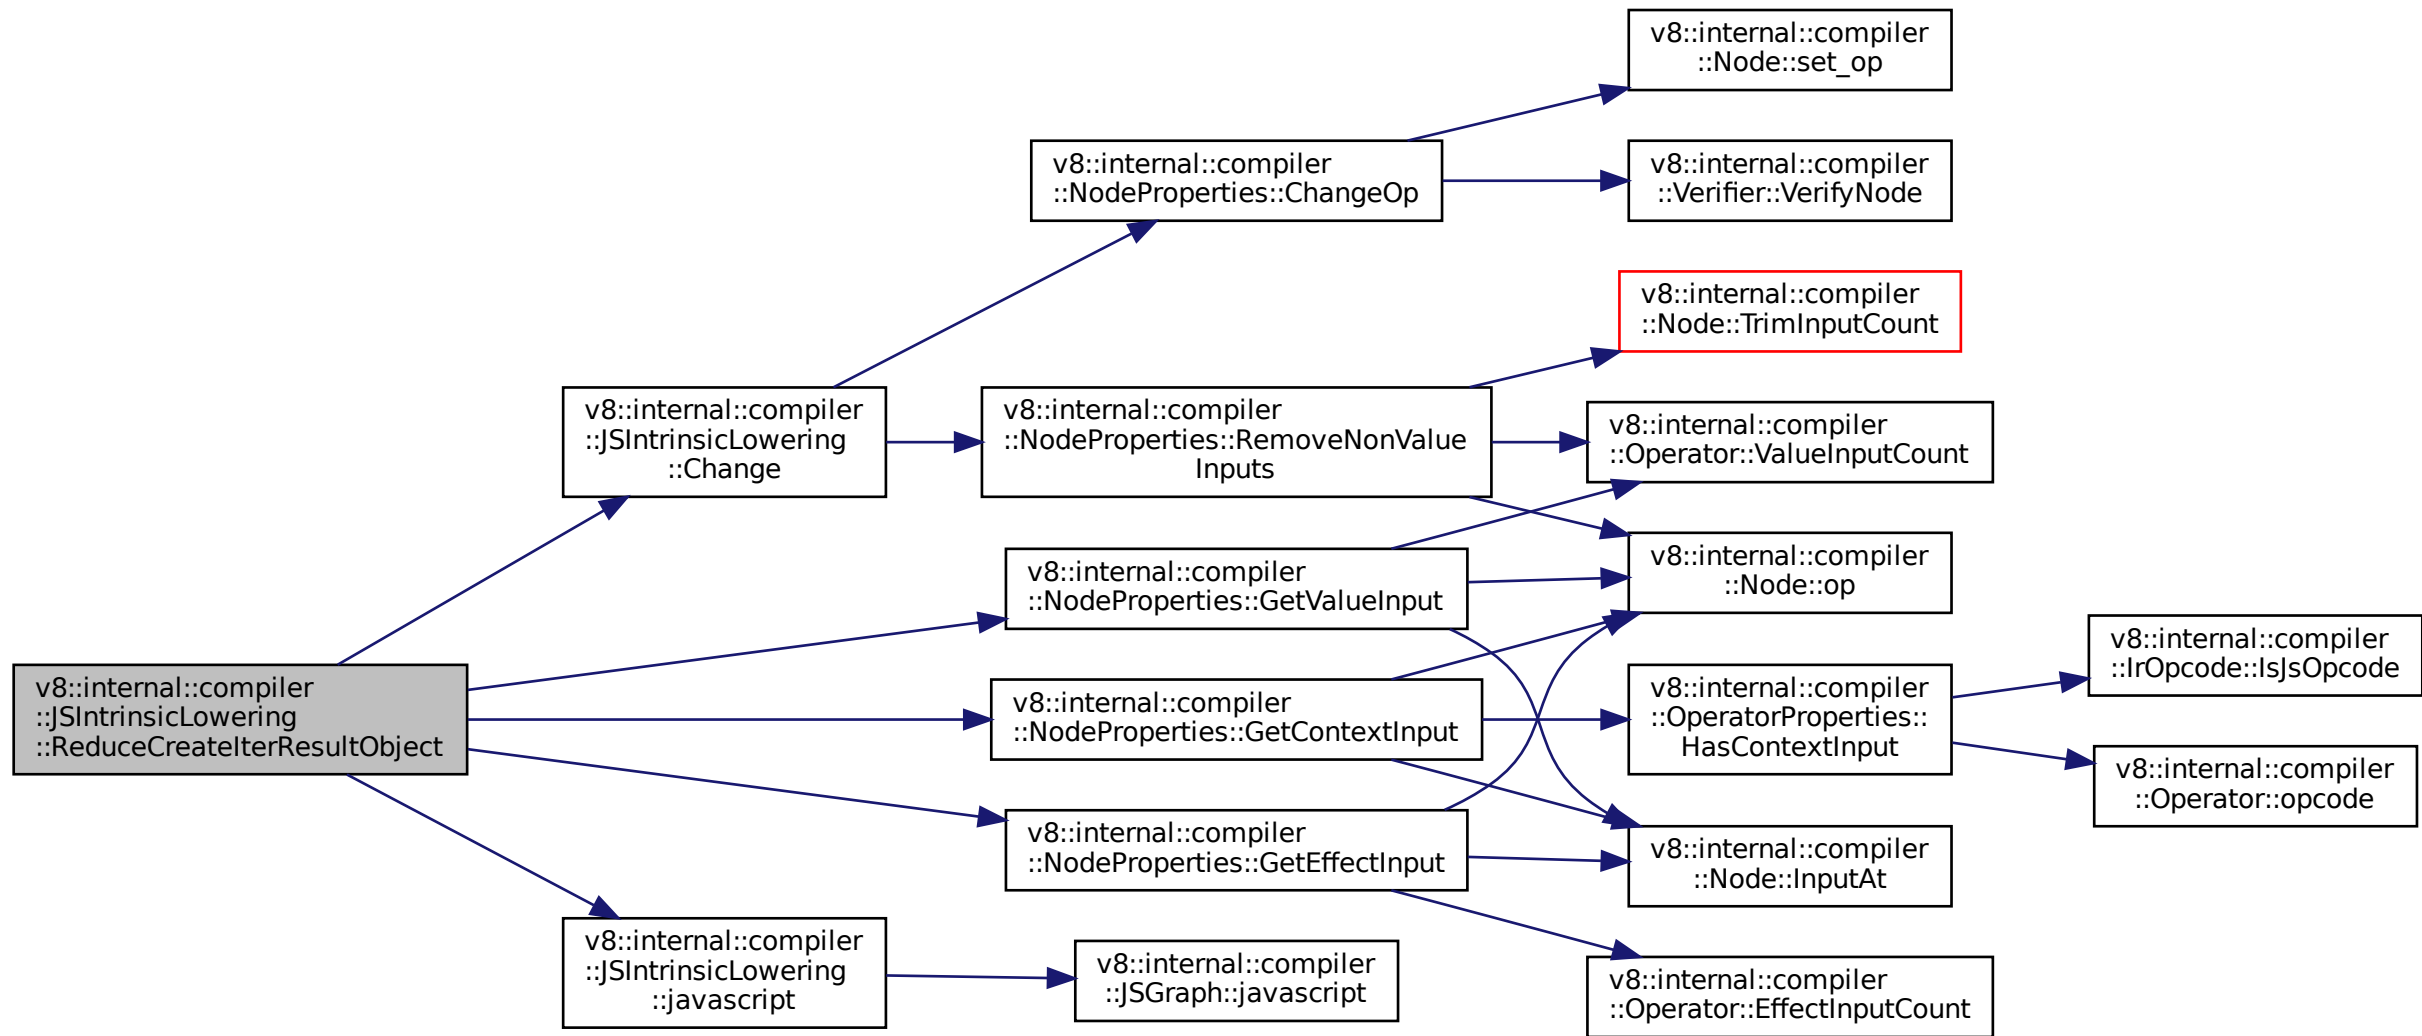 v8::internal::compiler
::JSIntrinsicLowering
::ReduceCreateIterResultObject
v8::internal::compiler
::JSIntrinsicLowering
::Change
v8::internal::compiler
::JSIntrinsicLowering
::javascript
v8::internal::compiler
::NodeProperties::ChangeOp
v8::internal::compiler
::NodeProperties::RemoveNonValue
Inputs
v8::internal::compiler
::NodeProperties::GetValueInput
v8::internal::compiler
::NodeProperties::GetContextInput
v8::internal::compiler
::NodeProperties::GetEffectInput
v8::internal::compiler
::JSGraph::javascript
v8::internal::compiler
::Node::set_op
v8::internal::compiler
::Verifier::VerifyNode
v8::internal::compiler
::Node::TrimInputCount
v8::internal::compiler
::Operator::ValueInputCount
v8::internal::compiler
::Node::op
v8::internal::compiler
::OperatorProperties::
HasContextInput
v8::internal::compiler
::Node::InputAt
v8::internal::compiler
::Operator::EffectInputCount
v8::internal::compiler
::IrOpcode::IsJsOpcode
v8::internal::compiler
::Operator::opcode